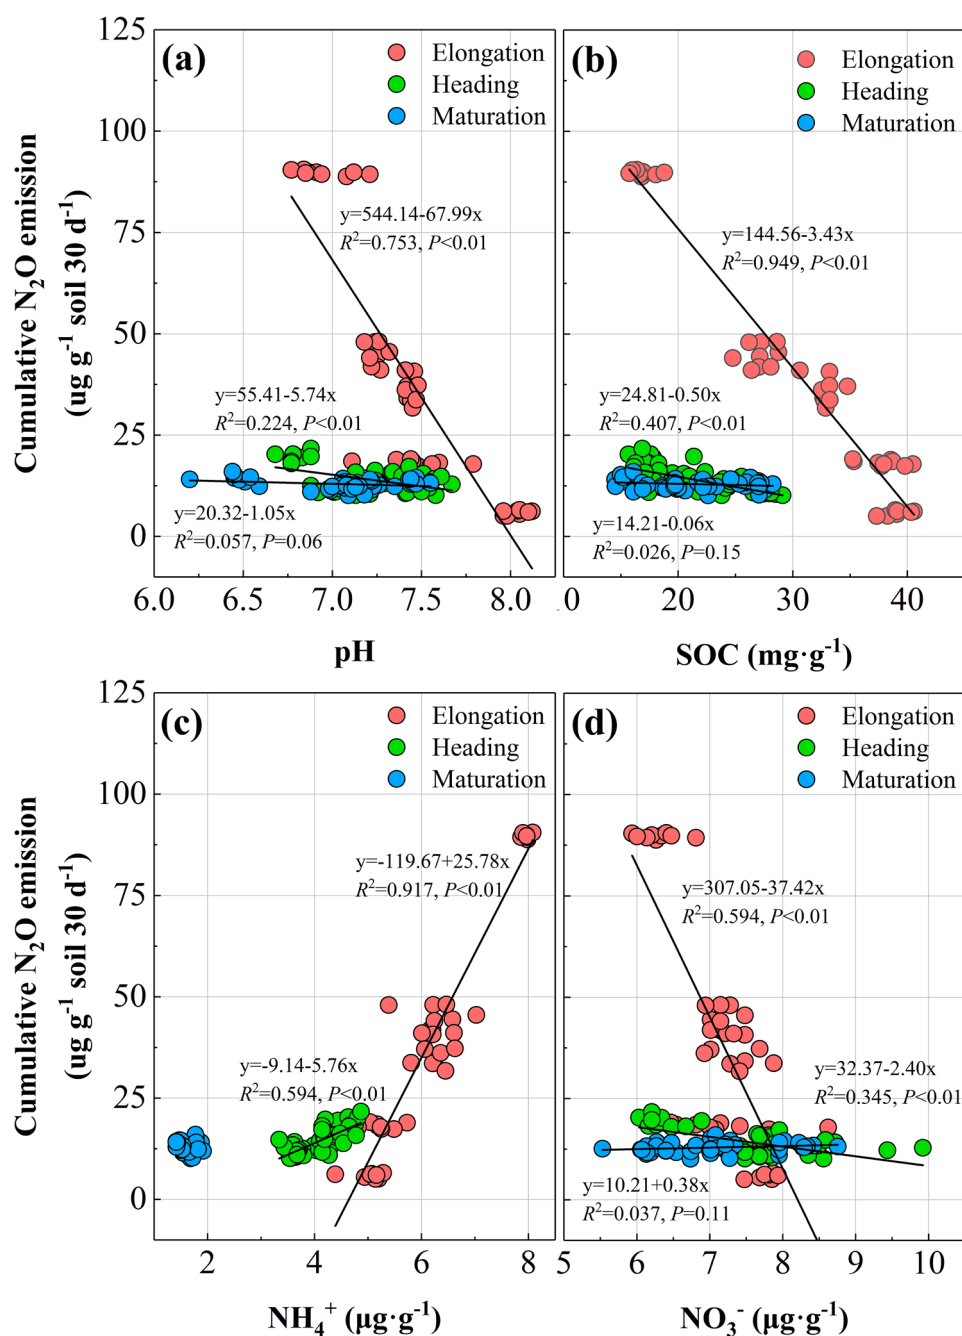 Cumulative N₂O emission
(ug g⁻¹ soil 30 d⁻¹)
125
100
75
50
25
0
(a)
Elongation
Heading
Maturation
y=544.14-67.99x
R²=0.753, P<0.01
y=55.41-5.74x
R²=0.224, P<0.01
y=20.32-1.05x
R²=0.057, P=0.06
6.0 6.5 7.0 7.5 8.0
pH
(b)
Elongation
Heading
Maturation
y=144.56-3.43x
R²=0.949, P<0.01
24.81-0.50x
R²=0.407, P<0.01
y=14.21-0.06x
R²=0.026, P=0.15
.0 20 30 40
SOC (mg·g⁻¹)
Cumulative N₂O emission
(ug g⁻¹ soil 30 d⁻¹)
125
100
75
50
25
0
(c)
Elongation
Heading
Maturation
y=-119.67+25.78x
R²=0.917, P<0.01
y=-9.14-5.76x
R²=0.594, P<0.01
2 4 6 8
NH₄⁺ (μg·g⁻¹)
(d)
Elongation
Heading
Maturation
y=307.05-37.42x
R²=0.594, P<0.01
y=32.37-2.40x
R²=0.345, P<0.01
y=10.21+0.38x
R²=0.037, P=0.11
5 6 7 8 9 10
NO₃⁻ (μg·g⁻¹)